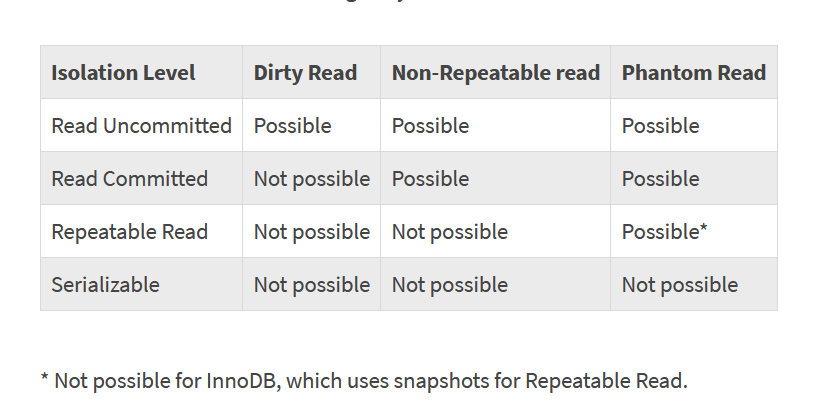 Isolation Level Dirty Read Non-Repeatable read Phantom Read
Read Uncommitted Possible Possible Possible
Read Committed Not possible Possible Possible
Repeatable Read Not possible Not possible Possible*
Serializable Not possible Not possible Not possible
* Not possible for InnoDB, which uses snapshots for Repeatable Read.